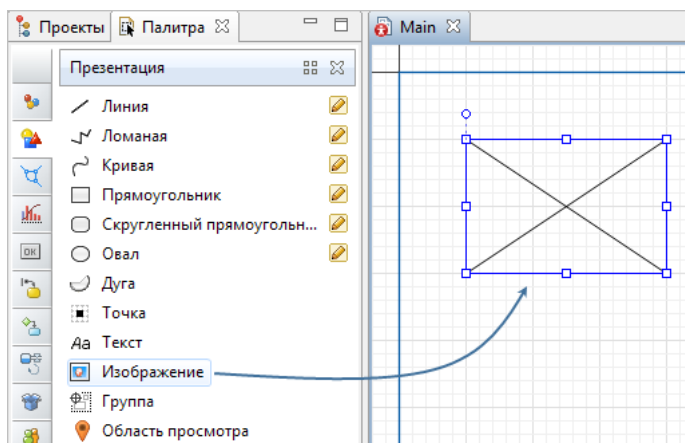 Проекты Палитра Main
Презентация
Линия
Ломаная
Кривая
Прямоугольник
Скругленный прямоугольн...
Овал
OK
Дуга
Точка
Aa Текст
Изображение
Группа
Область просмотра